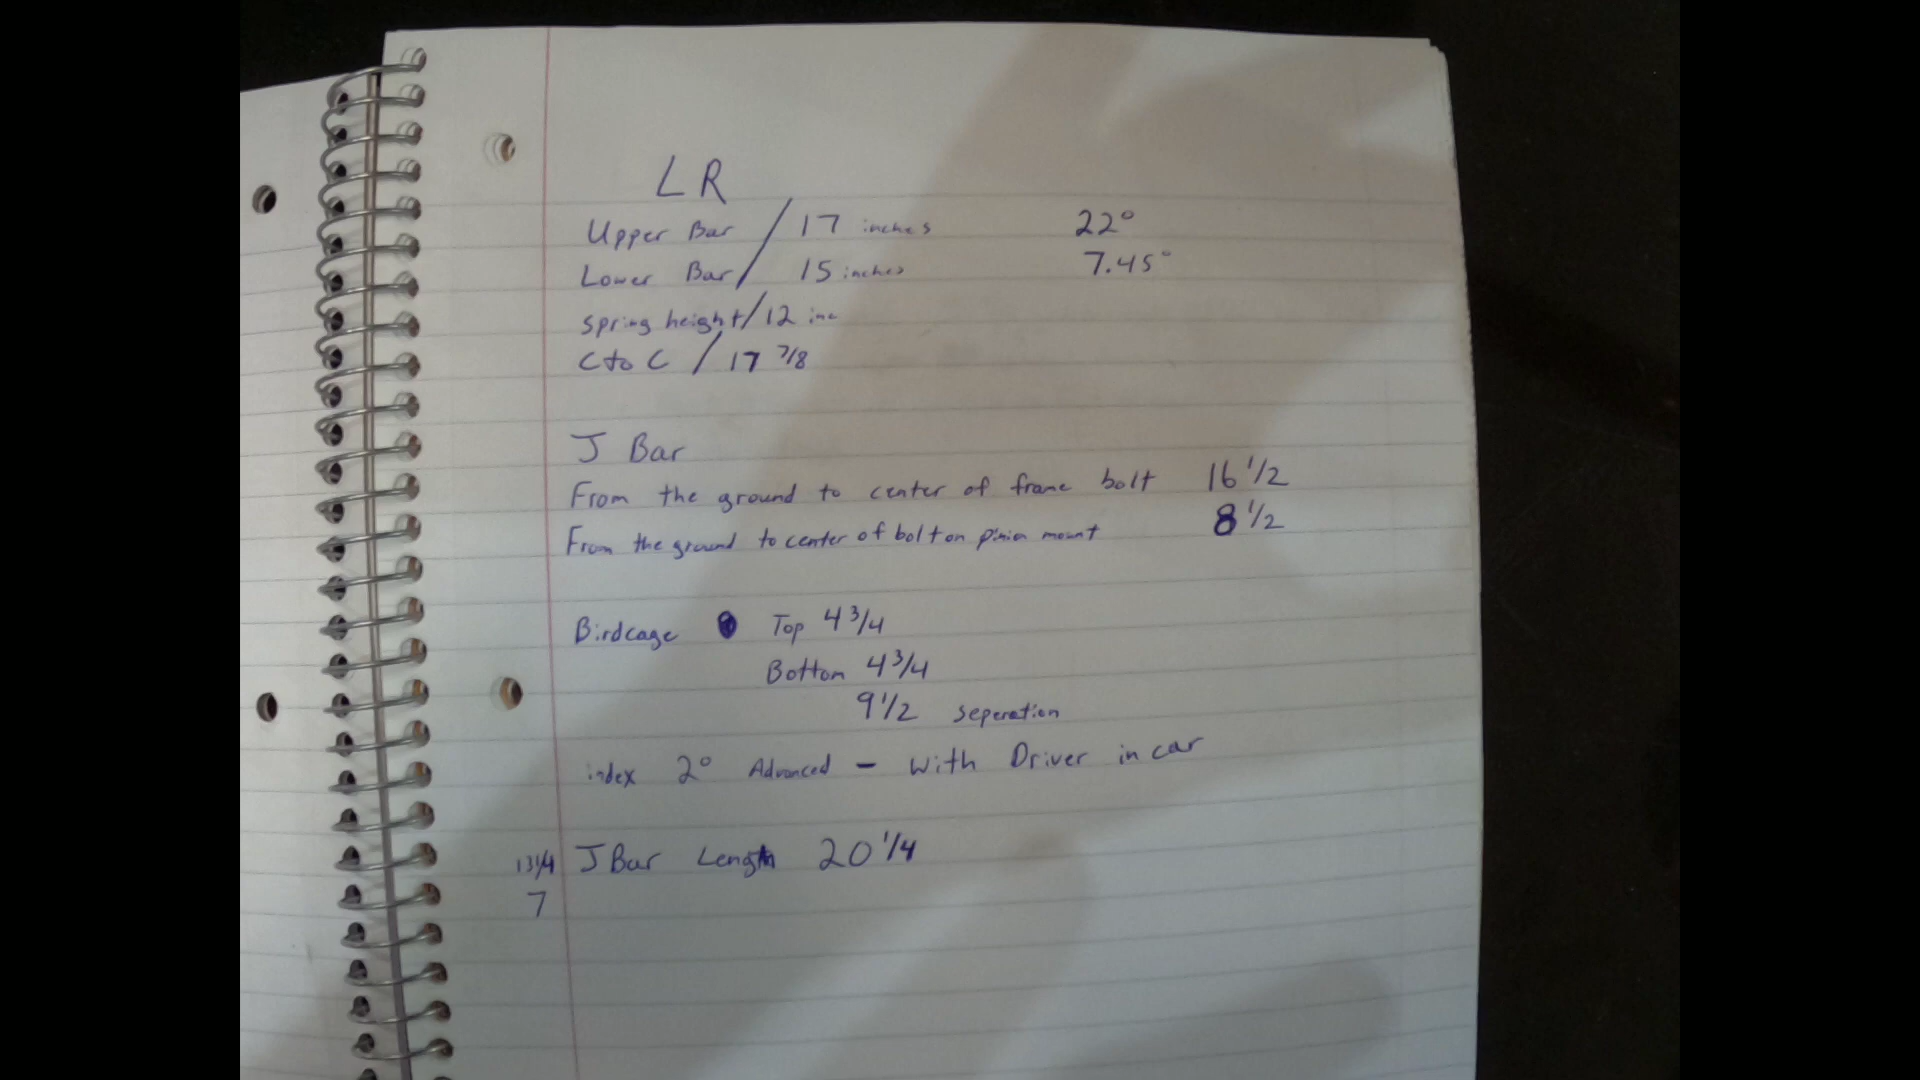 LR
Upper Bar / 17 inches 22°
Lower Bar / 15 inches 7.45°
spring height / 12 inc
C to C / 17 7/8
J Bar
From the ground to center of frame bolt 16 1/2
From the ground to center of bolt on pinion mount 8 1/2
Birdcage Top 4 3/4
Bottom 4 3/4
9 1/2 seperation
index 2° Advanced - With Driver in car
13 1/4 J Bar Length 20 1/4
7